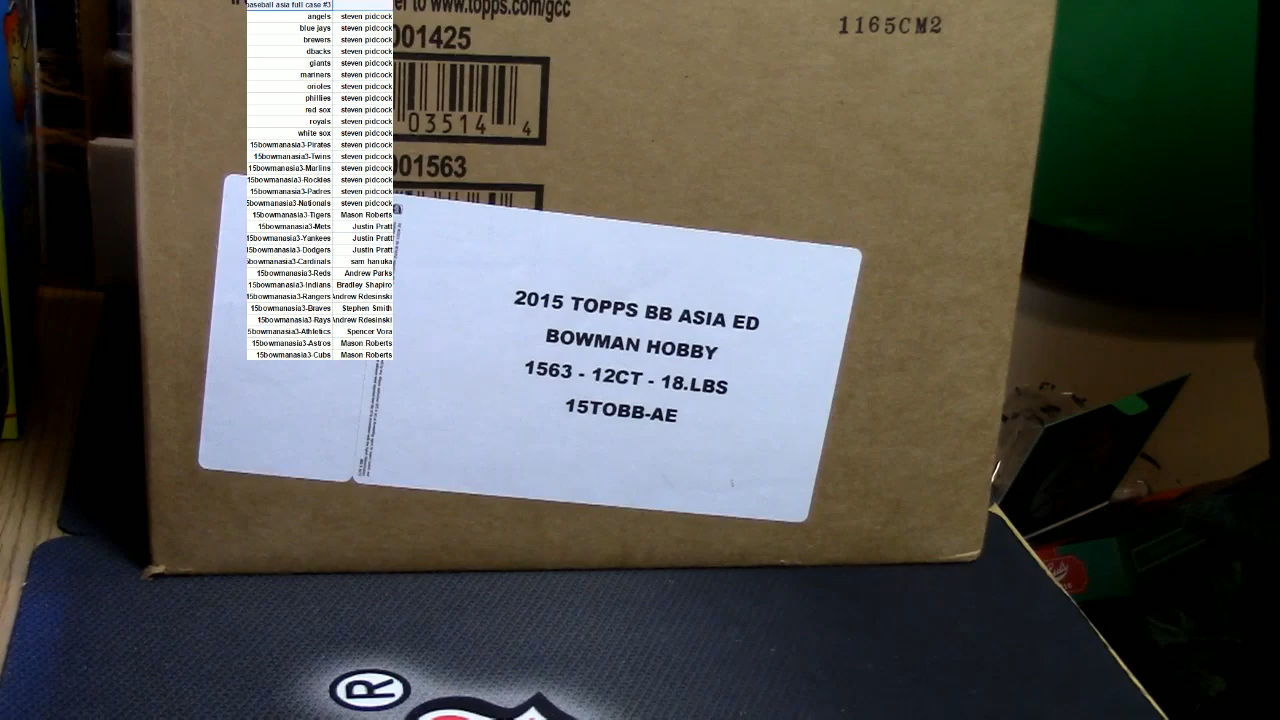 er to www.topps.com/gcc
1165CM2
001425
03514 4
001563
baseball asia full case #3
angels steven pidcock
blue jays steven pidcock
brewers steven pidcock
dbacks steven pidcock
giants steven pidcock
mariners steven pidcock
orioles steven pidcock
phillies steven pidcock
red sox steven pidcock
royals steven pidcock
white sox steven pidcock
15bowmanasia3-Pirates steven pidcock
15bowmanasia3-Twins steven pidcock
15bowmanasia3-Marlins steven pidcock
15bowmanasia3-Rockies steven pidcock
15bowmanasia3-Padres steven pidcock
5bowmanasia3-Nationals steven pidcock
15bowmanasia3-Tigers Mason Roberts
15bowmanasia3-Mets Justin Pratt
15bowmanasia3-Yankees Justin Pratt
15bowmanasia3-Dodgers Justin Pratt
5bowmanasia3-Cardinals sam hanuka
15bowmanasia3-Reds Andrew Parks
15bowmanasia3-Indians Bradley Shapiro
15bowmanasia3-Rangers Andrew Rdesinski
15bowmanasia3-Braves Stephen Smith
15bowmanasia3-Rays Andrew Rdesinski
5bowmanasia3-Athletics Spencer Vora
15bowmanasia3-Astros Mason Roberts
15bowmanasia3-Cubs Mason Roberts
2015 TOPPS BB ASIA ED
BOWMAN HOBBY
1563 - 12CT - 18.LBS
15TOBB-AE
®